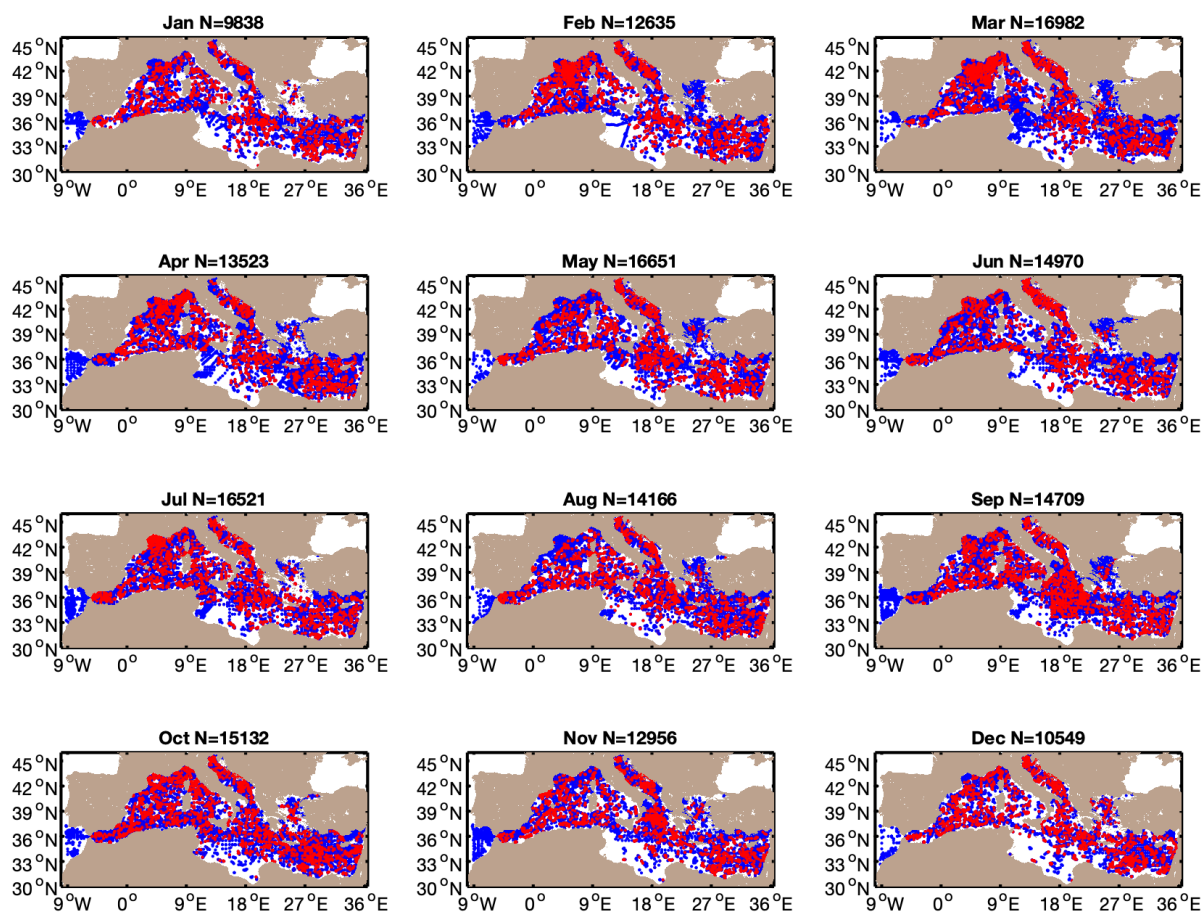 Jan N=9838
45°N
42°N
39°N
36°N
33°N
30°N
9°W 0° 9°E 18°E 27°E 36°E
Feb N=12635
45°N
42°N
39°N
36°N
33°N
30°N
9°W 0° 9°E 18°E 27°E 36°E
Mar N=16982
45°N
42°N
39°N
36°N
33°N
30°N
9°W 0° 9°E 18°E 27°E 36°E
Apr N=13523
45°N
42°N
39°N
36°N
33°N
30°N
9°W 0° 9°E 18°E 27°E 36°E
May N=16651
45°N
42°N
39°N
36°N
33°N
30°N
9°W 0° 9°E 18°E 27°E 36°E
Jun N=14970
45°N
42°N
39°N
36°N
33°N
30°N
9°W 0° 9°E 18°E 27°E 36°E
Jul N=16521
45°N
42°N
39°N
36°N
33°N
30°N
9°W 0° 9°E 18°E 27°E 36°E
Aug N=14166
45°N
42°N
39°N
36°N
33°N
30°N
9°W 0° 9°E 18°E 27°E 36°E
Sep N=14709
45°N
42°N
39°N
36°N
33°N
30°N
9°W 0° 9°E 18°E 27°E 36°E
Oct N=15132
45°N
42°N
39°N
36°N
33°N
30°N
9°W 0° 9°E 18°E 27°E 36°E
Nov N=12956
45°N
42°N
39°N
36°N
33°N
30°N
9°W 0° 9°E 18°E 27°E 36°E
Dec N=10549
45°N
42°N
39°N
36°N
33°N
30°N
9°W 0° 9°E 18°E 27°E 36°E